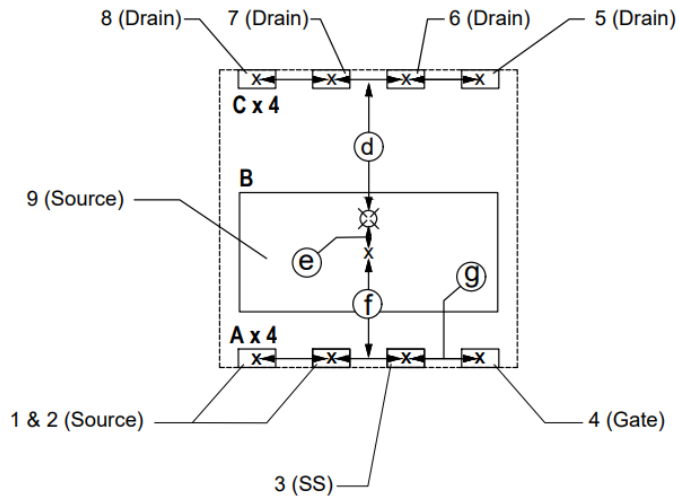 8 (Drain)
7 (Drain)
6 (Drain)
5 (Drain)
x
x
x
x
C x 4
d
B
9 (Source)
e
x
g
f
A x 4
x
x
x
x
1 & 2 (Source)
4 (Gate)
3 (SS)